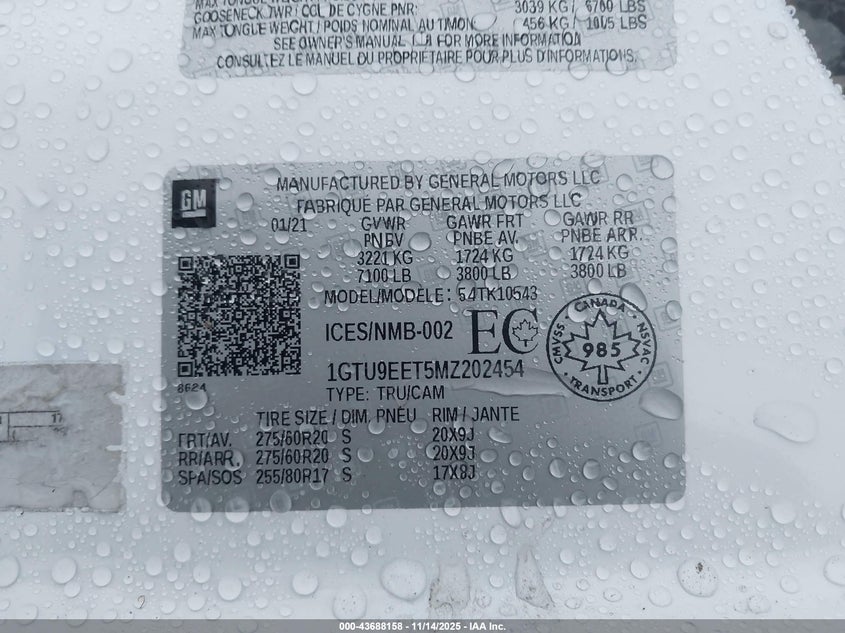 GOOSENECK TWR / COL DE CYGNE PNR: 3039 KG / 6700 LBS
MAX TONGUE WEIGHT / POIDS NOMINAL AU TIMON: 456 KG / 1005 LBS
SEE OWNER'S MANUAL FOR MORE INFORMATION
CONSULTEZ LE MANUEL DU PROPRIÉTAIRE POUR PLUS D'INFORMATIONS.
GM
MANUFACTURED BY GENERAL MOTORS LLC
FABRIQUÉ PAR GENERAL MOTORS LLC
01/21 GVWR GAWR FRT GAWR RR
PNBV PNBE AV. PNBE ARR.
3221 KG 1724 KG 1724 KG
7100 LB 3800 LB 3800 LB
MODEL/MODÈLE: 54TK10543
ICES/NMB-002 EC
CANADA
CMVSS NSVAC
985
TRANSPORT
1GTU9EET5MZ202454
8624
TYPE: TRU/CAM
TIRE SIZE / DIM. PNEU RIM / JANTE
FRT/AV. 275/60R20 S 20X9J
RR/ARR. 275/60R20 S 20X9J
SPA/SOS 255/80R17 S 17X8J
000-43688158 - 11/14/2025 - IAA Inc.